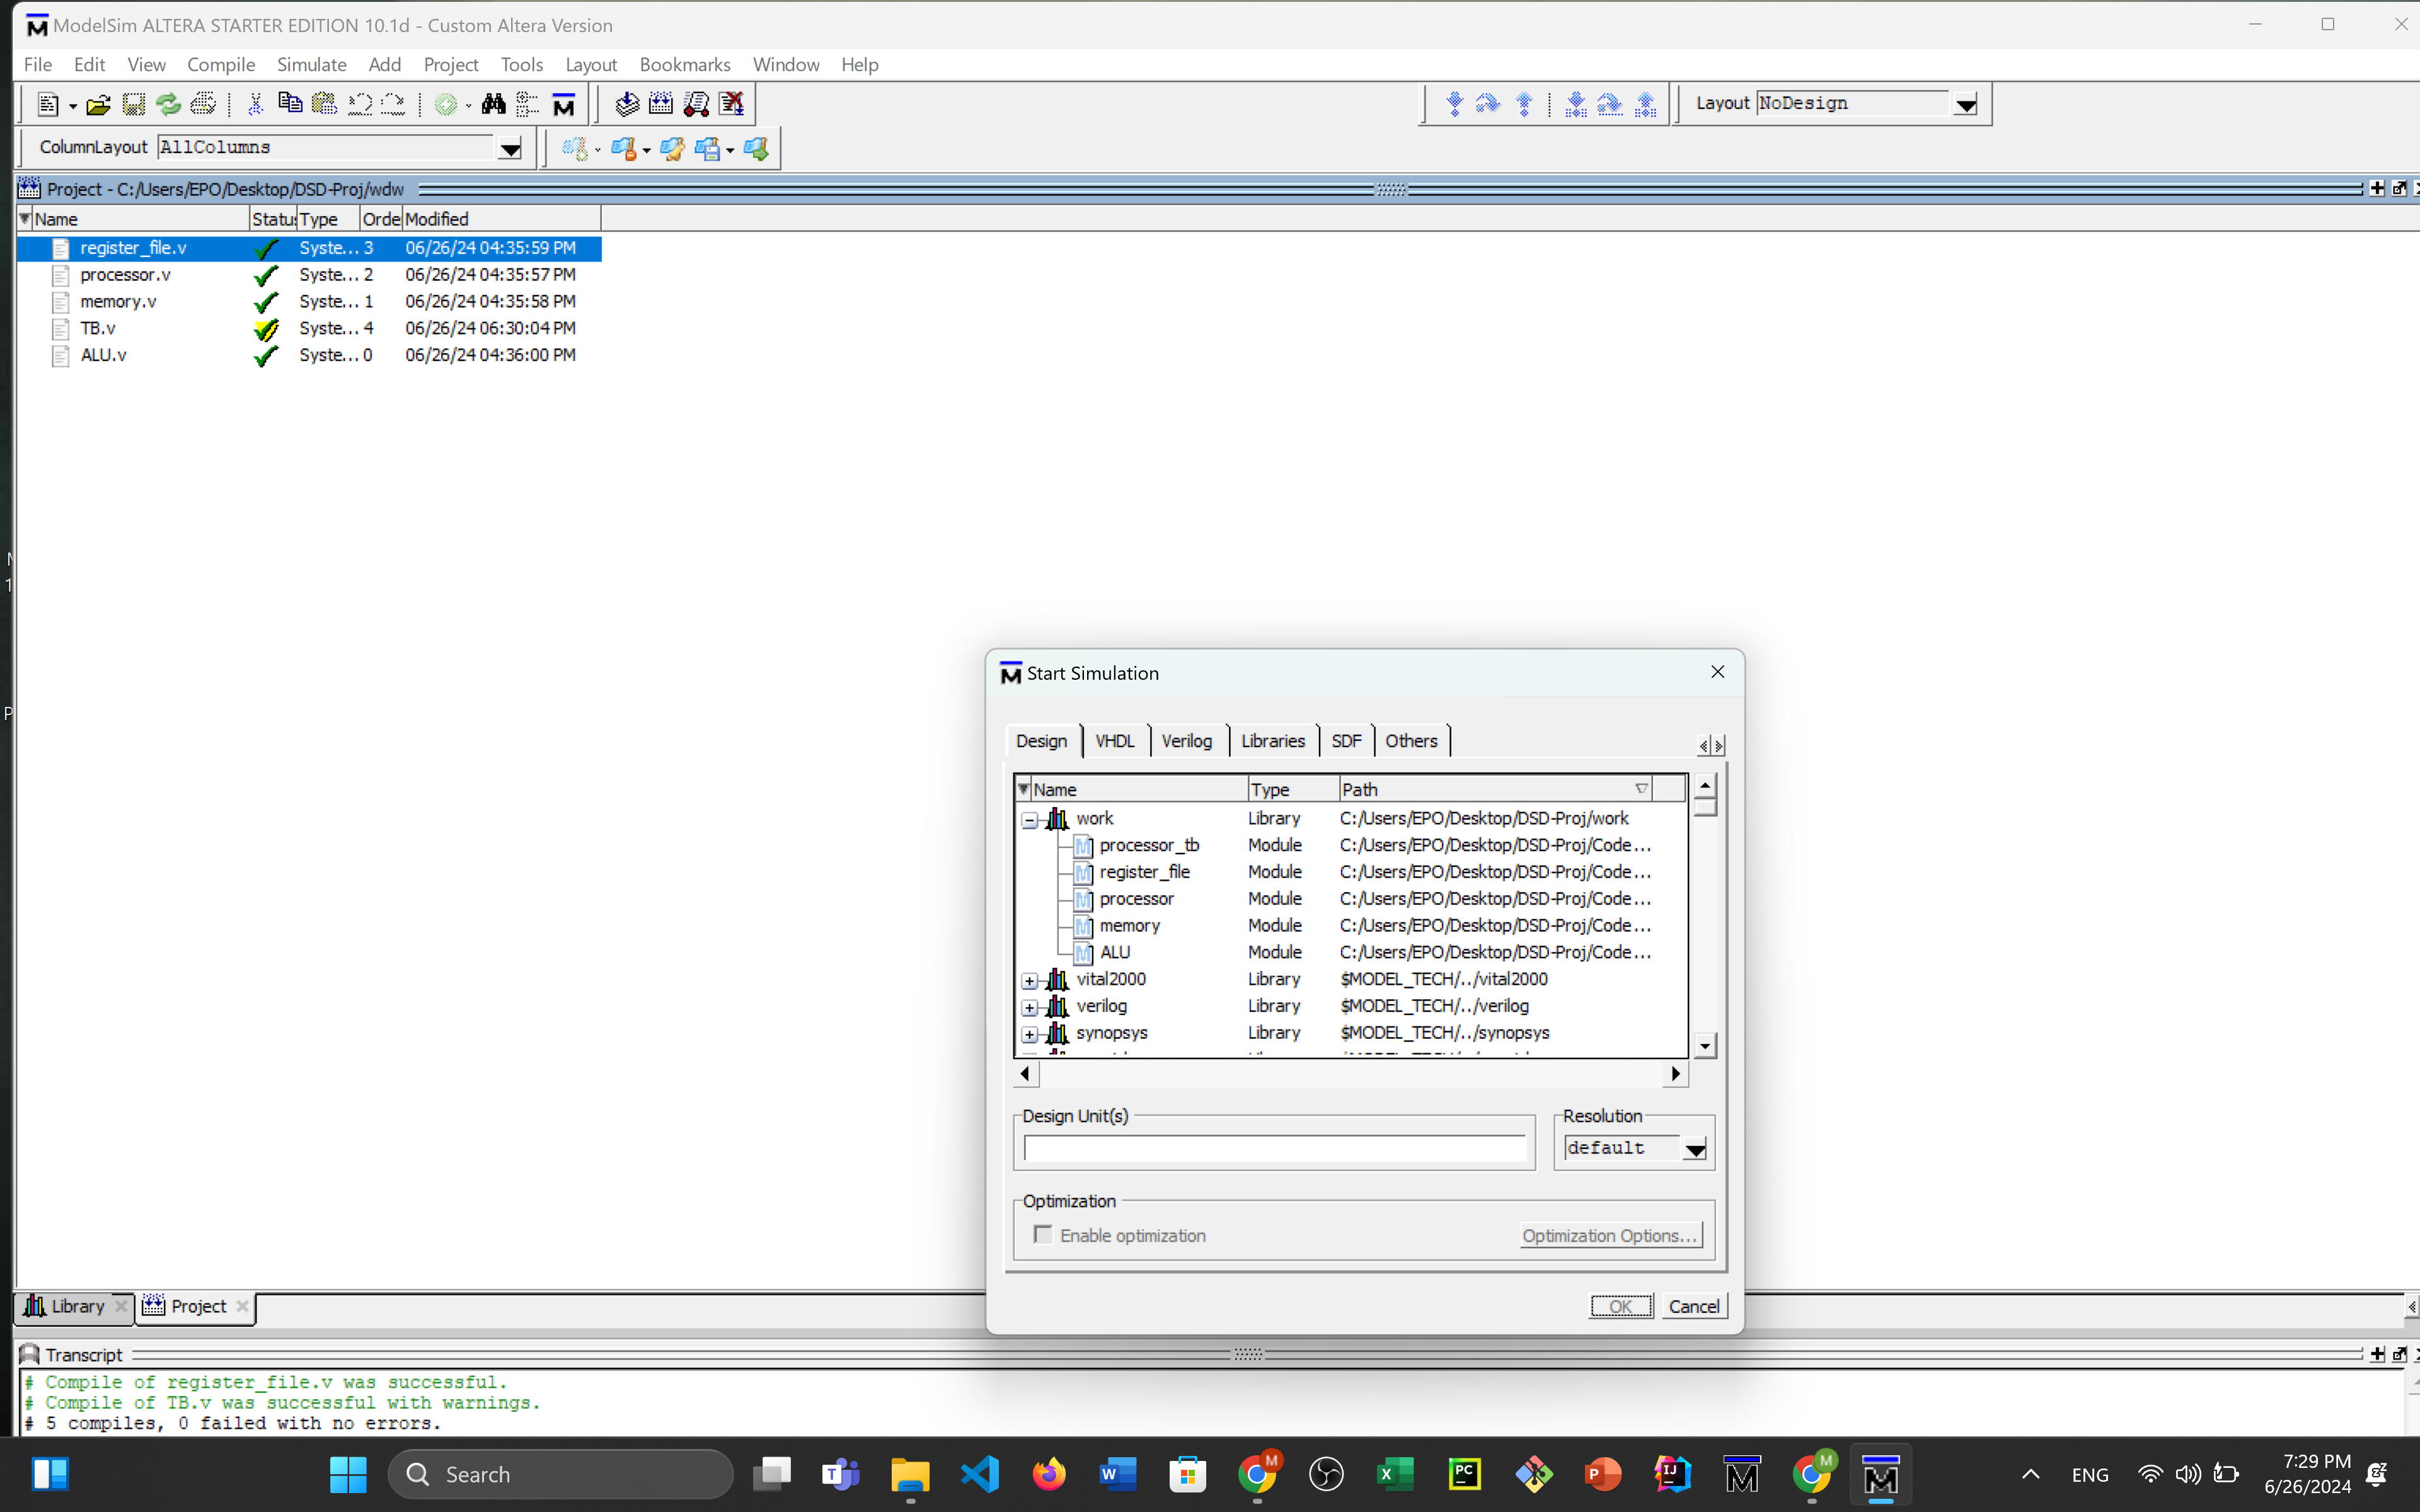 ModelSim ALTERA STARTER EDITION 10.1d - Custom Altera Version
File Edit View Compile Simulate Add Project Tools Layout Bookmarks Window Help
Layout NoDesign
ColumnLayout AllColumns
Project - C:/Users/EPO/Desktop/DSD-Proj/wdw
Name Type Modified
register_file.v Syste... 3 06/26/24 04:35:59 PM
processor.v Syste... 2 06/26/24 04:35:57 PM
memory.v Syste... 1 06/26/24 04:35:58 PM
TB.v Syste... 4 06/26/24 06:30:04 PM
ALU.v Syste... 0 06/26/24 04:36:00 PM
Start Simulation
Design VHDL Verilog Libraries SDF Others
Name Type Path
work Library C:/Users/EPO/Desktop/DSD-Proj/work
processor_tb Module C:/Users/EPO/Desktop/DSD-Proj/Code...
register_file Module C:/Users/EPO/Desktop/DSD-Proj/Code...
processor Module C:/Users/EPO/Desktop/DSD-Proj/Code...
memory Module C:/Users/EPO/Desktop/DSD-Proj/Code...
ALU Module C:/Users/EPO/Desktop/DSD-Proj/Code...
vital2000 Library $MODEL_TECH/../vital2000
verilog Library $MODEL_TECH/../verilog
synopsys Library $MODEL_TECH/../synopsys
Design Unit(s) Resolution
default
Optimization
Enable optimization Optimization Options...
OK Cancel
Library Project
Transcript
# Compile of register_file.v was successful.
# Compile of TB.v was successful with warnings.
# 5 compiles, 0 failed with no errors.
Search ENG 7:29 PM
6/26/2024